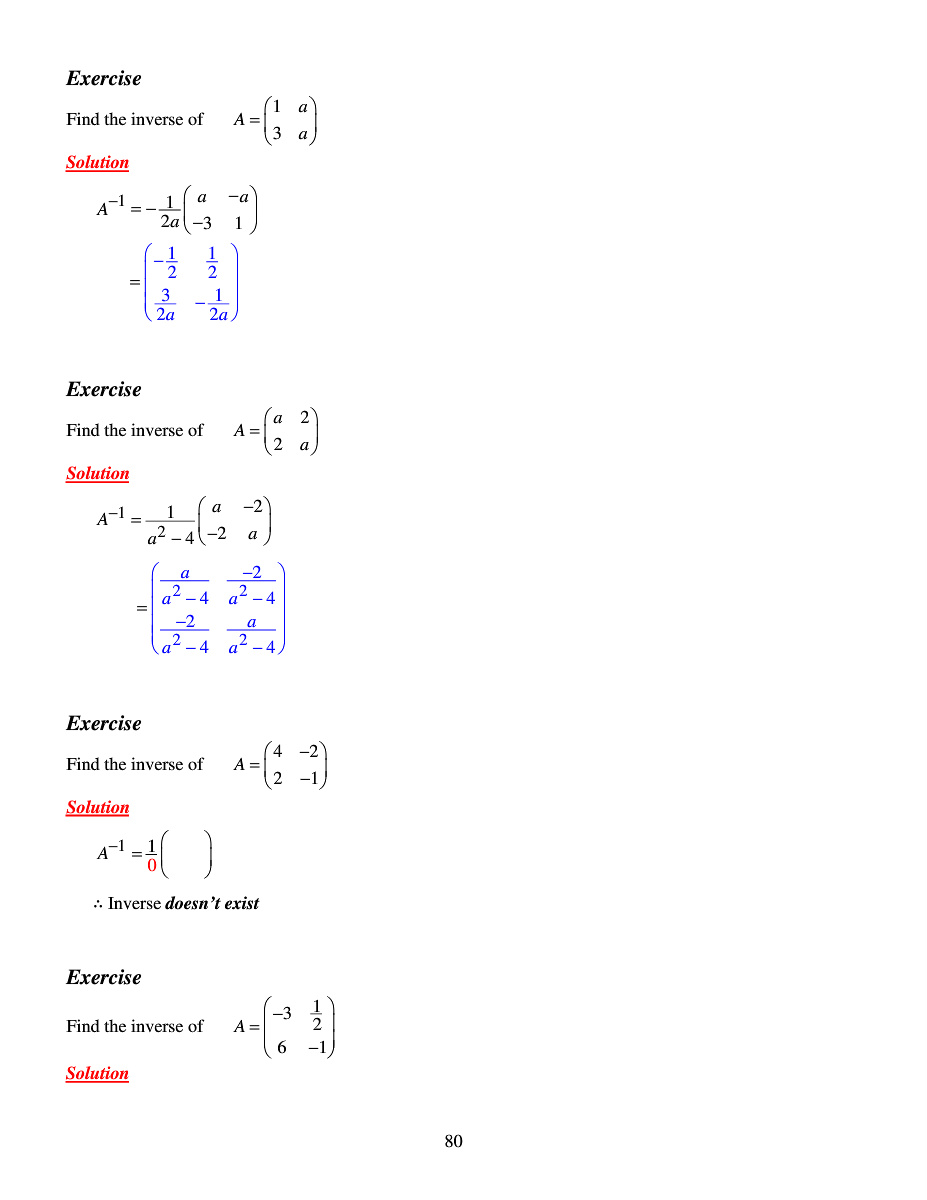 Exercise
Find the inverse of A = \begin{pmatrix} 1 & a \\ 3 & a \end{pmatrix}
Solution
A^{-1} = -\frac{1}{2a} \begin{pmatrix} a & -a \\ -3 & 1 \end{pmatrix}
= \begin{pmatrix} -\frac{1}{2} & \frac{1}{2} \\ \frac{3}{2a} & -\frac{1}{2a} \end{pmatrix}
Exercise
Find the inverse of A = \begin{pmatrix} a & 2 \\ 2 & a \end{pmatrix}
Solution
A^{-1} = \frac{1}{a^2 - 4} \begin{pmatrix} a & -2 \\ -2 & a \end{pmatrix}
= \begin{pmatrix} \frac{a}{a^2 - 4} & \frac{-2}{a^2 - 4} \\ \frac{-2}{a^2 - 4} & \frac{a}{a^2 - 4} \end{pmatrix}
Exercise
Find the inverse of A = \begin{pmatrix} 4 & -2 \\ 2 & -1 \end{pmatrix}
Solution
A^{-1} = \frac{1}{0} \begin{pmatrix} & \\ & \end{pmatrix}
∴ Inverse doesn't exist
Exercise
Find the inverse of A = \begin{pmatrix} -3 & \frac{1}{2} \\ 6 & -1 \end{pmatrix}
Solution
80